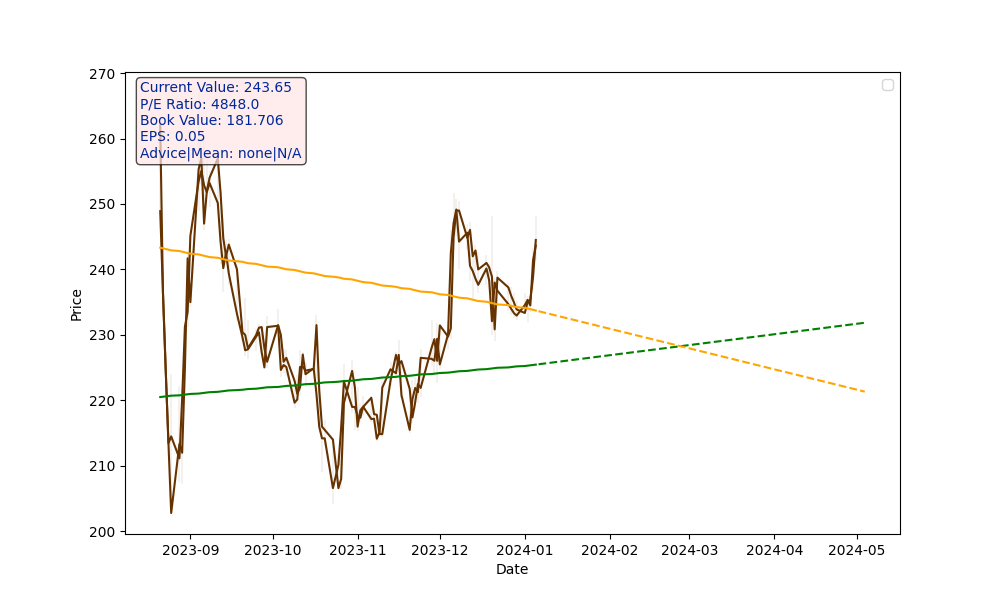 Current Value: 243.65
P/E Ratio: 4848.0
Book Value: 181.706
EPS: 0.05
Advice|Mean: none|N/A
Price
270
260
250
240
230
220
210
200
2023-09 2023-10 2023-11 2023-12 2024-01 2024-02 2024-03 2024-04 2024-05
Date